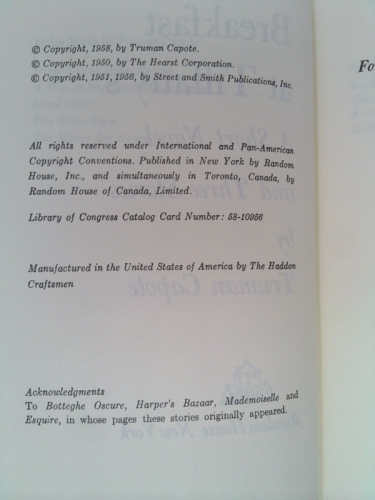 © Copyright, 1958, by Truman Capote.
© Copyright, 1950, by The Hearst Corporation.
© Copyright, 1951, 1956, by Street and Smith Publications, Inc.
All rights reserved under International and Pan-American
Copyright Conventions. Published in New York by Random
House, Inc., and simultaneously in Toronto, Canada, by
Random House of Canada, Limited.
Library of Congress Catalog Card Number: 58-10956
Manufactured in the United States of America by The Haddon
Craftsmen
Acknowledgments
To Botteghe Oscure, Harper's Bazaar, Mademoiselle and
Esquire, in whose pages these stories originally appeared.
Fo